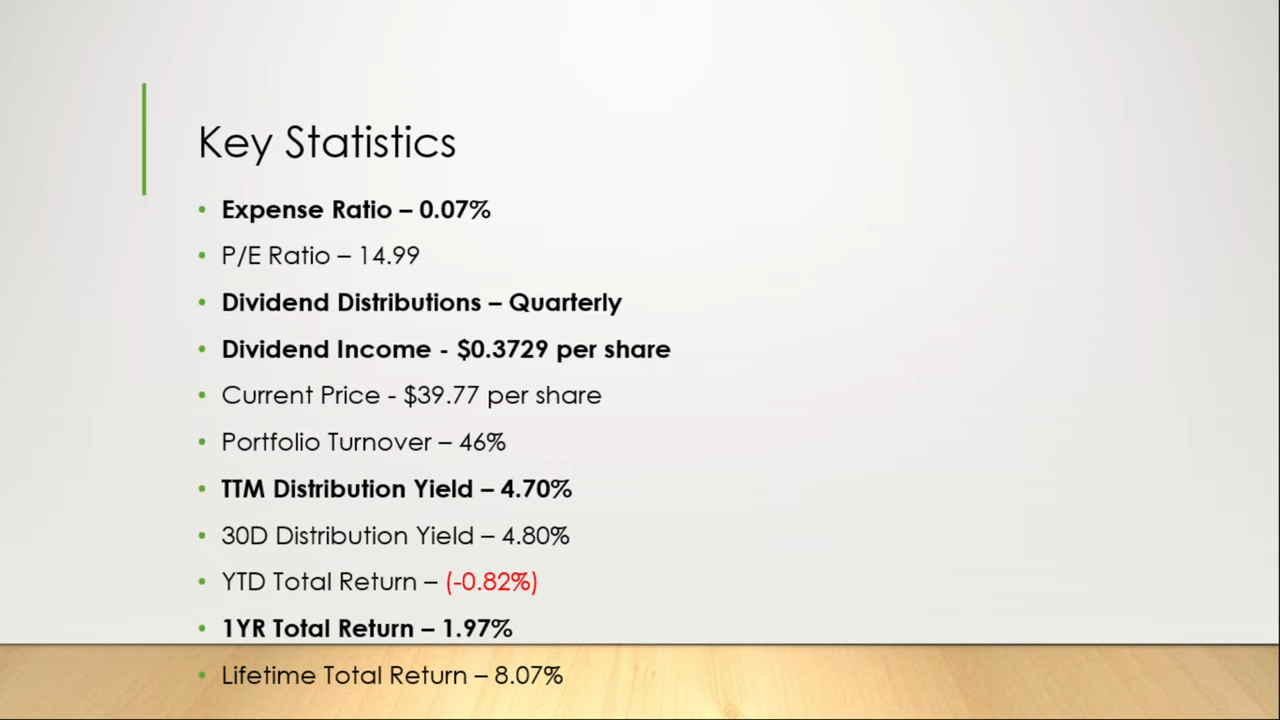 Key Statistics
• Expense Ratio – 0.07%
• P/E Ratio – 14.99
• Dividend Distributions – Quarterly
• Dividend Income - $0.3729 per share
• Current Price - $39.77 per share
• Portfolio Turnover – 46%
• TTM Distribution Yield – 4.70%
• 30D Distribution Yield – 4.80%
• YTD Total Return – (-0.82%)
• 1YR Total Return – 1.97%
• Lifetime Total Return – 8.07%